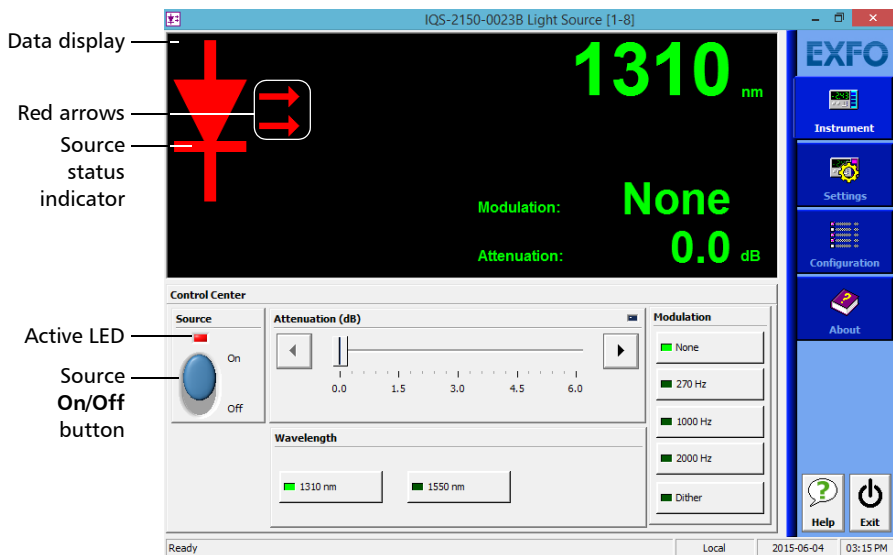 IQS-2150-0023B Light Source [1-8]
Data display
Red arrows
Source
status
indicator
Active LED
Source
On/Off
button
1310 nm
Modulation: None
Attenuation: 0.0 dB
Control Center
Source
On
Off
Attenuation (dB)
0.0 1.5 3.0 4.5 6.0
Wavelength
1310 nm 1550 nm
Modulation
None
270 Hz
1000 Hz
2000 Hz
Dither
EXFO
Instrument
Settings
Configuration
About
Help Exit
Ready Local 2015-06-04 03:15 PM